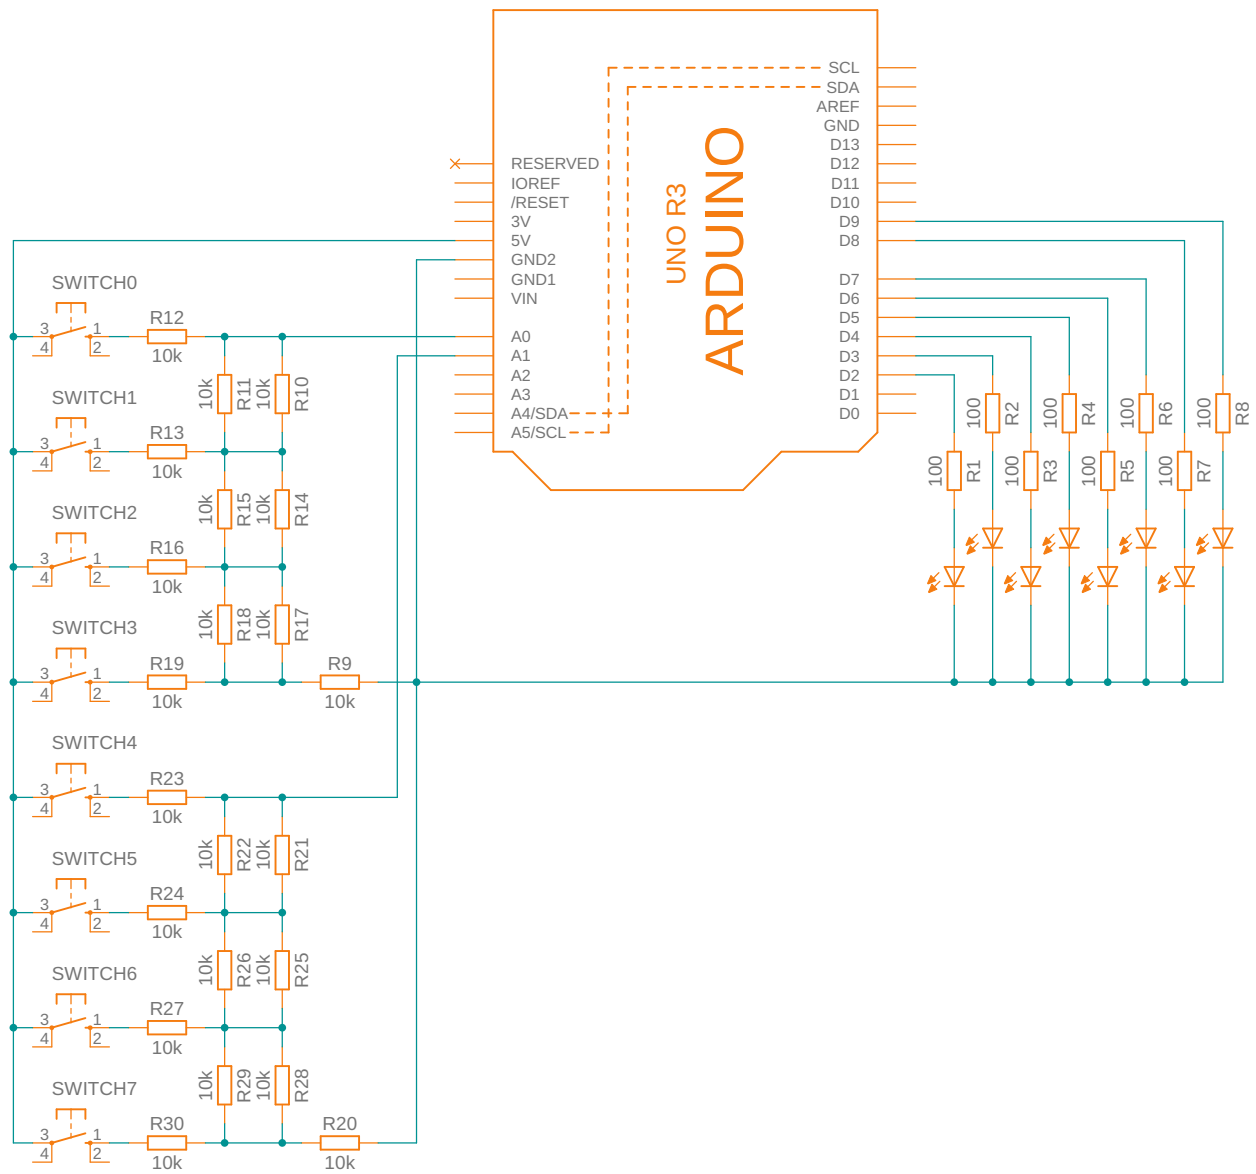 SCL
SDA
AREF
GND
D13
RESERVED
D12
IOREF
D11
/RESET
D10
3V
D9
5V
D8
GND2
GND1
D7
VIN
D6
D5
A0
D4
A1
D3
A2
D2
A3
D1
A4/SDA
D0
A5/SCL
UNO R3
ARDUINO
SWITCH0
3 1
4 2
R12
10k
10k R11
10k R10
SWITCH1
3 1
4 2
R13
10k
10k R15
10k R14
SWITCH2
3 1
4 2
R16
10k
10k R18
10k R17
SWITCH3
3 1
4 2
R19
10k
R9
10k
SWITCH4
3 1
4 2
R23
10k
10k R22
10k R21
SWITCH5
3 1
4 2
R24
10k
10k R26
10k R25
SWITCH6
3 1
4 2
R27
10k
10k R29
10k R28
SWITCH7
3 1
4 2
R30
10k
R20
10k
100 R2
100 R4
100 R6
100 R8
100 R1
100 R3
100 R5
100 R7